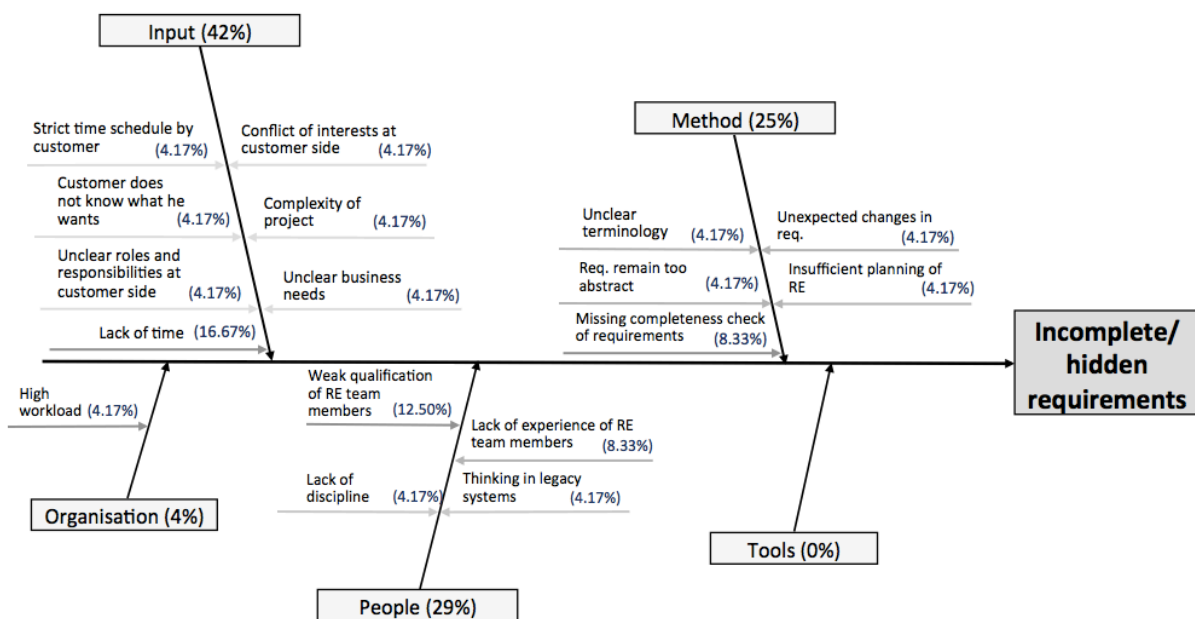 Input (42%)
Strict time schedule by
customer (4.17%)
Conflict of interests at
customer side (4.17%)
Customer does
not know what he
wants (4.17%)
Complexity of
project (4.17%)
Unclear roles and
responsibilities at
customer side (4.17%)
Unclear business
needs (4.17%)
Lack of time (16.67%)
Method (25%)
Unclear
terminology (4.17%)
Unexpected changes in
req. (4.17%)
Req. remain too
abstract (4.17%)
Insufficient planning of
RE (4.17%)
Missing completeness check
of requirements (8.33%)
Incomplete/
hidden
requirements
High
workload (4.17%)
Organisation (4%)
Weak qualification
of RE team
members (12.50%)
Lack of experience of RE
team members (8.33%)
Lack of
discipline (4.17%)
Thinking in legacy
systems (4.17%)
People (29%)
Tools (0%)